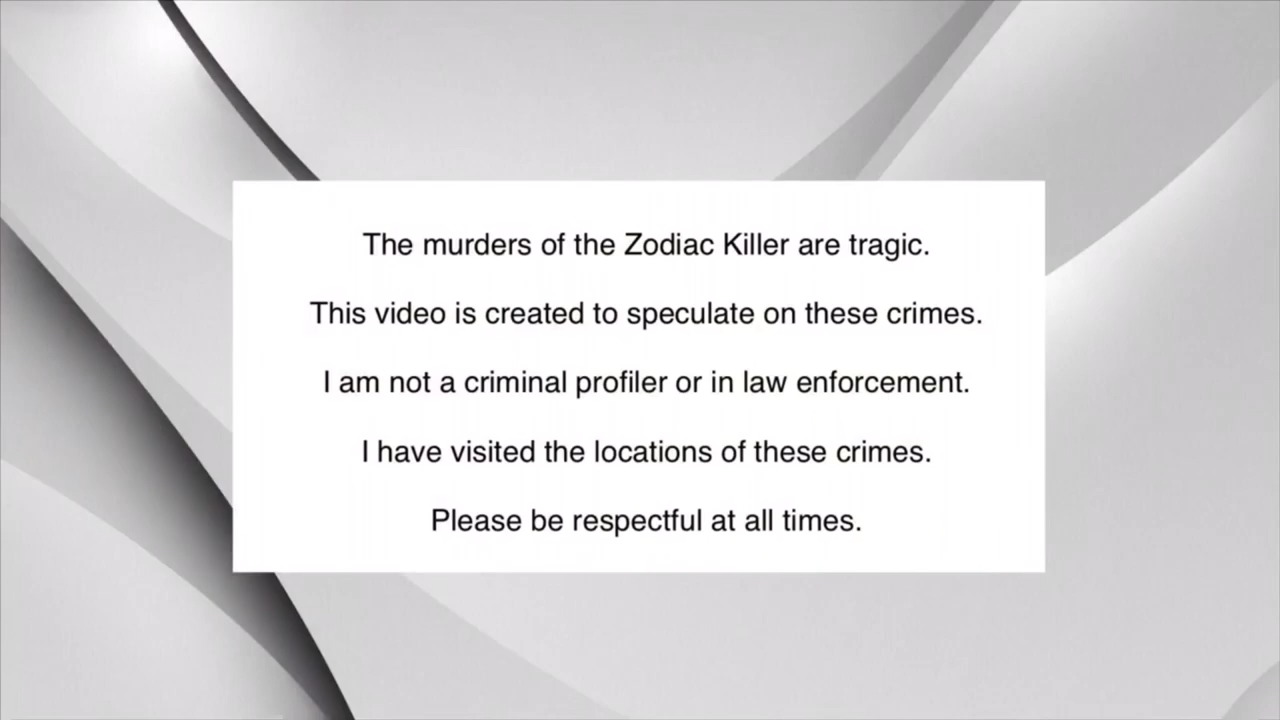 The murders of the Zodiac Killer are tragic.
This video is created to speculate on these crimes.
I am not a criminal profiler or in law enforcement.
I have visited the locations of these crimes.
Please be respectful at all times.